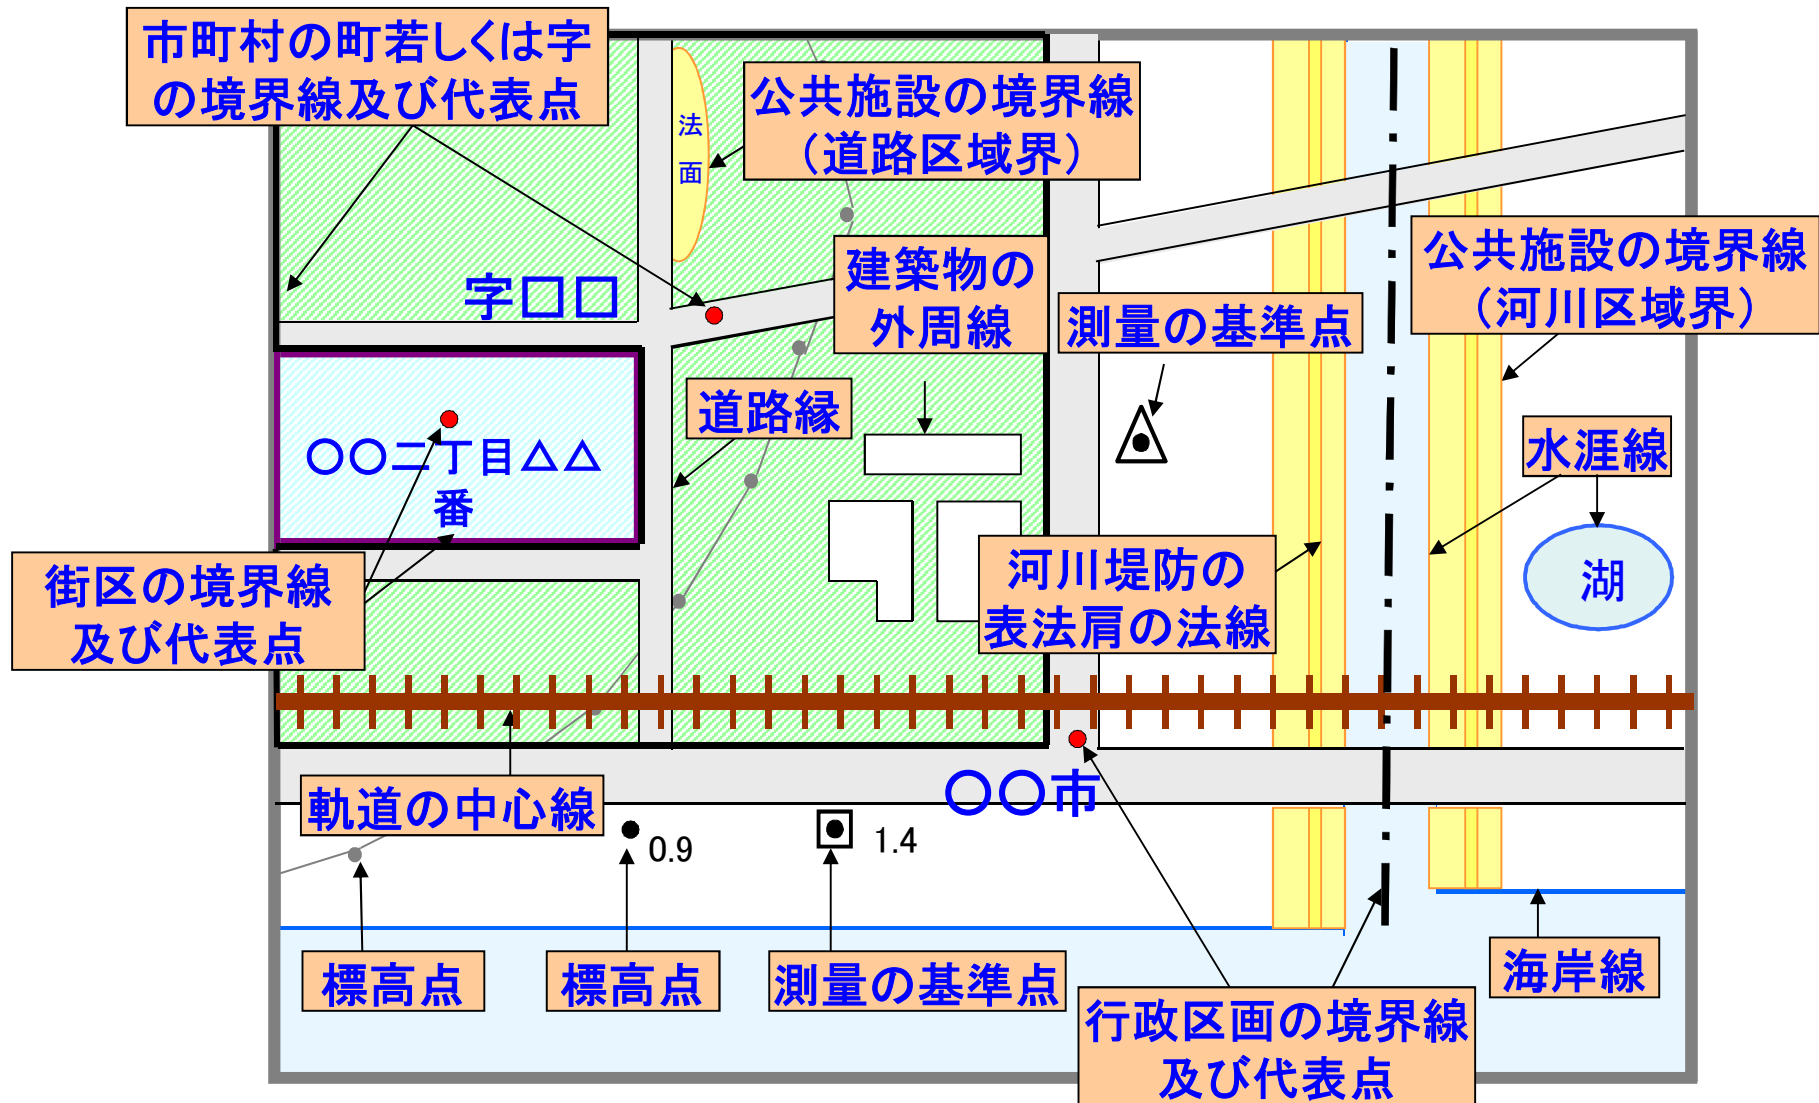 市町村の町若しくは字
の境界線及び代表点
法
面
公共施設の境界線
（道路区域界）
建築物の
外周線
字□□
測量の基準点
公共施設の境界線
（河川区域界）
道路縁
○○二丁目△△
番
水涯線
街区の境界線
及び代表点
河川堤防の
表法肩の法線
湖
軌道の中心線
○○市
0.9
1.4
標高点
標高点
測量の基準点
海岸線
行政区画の境界線
及び代表点